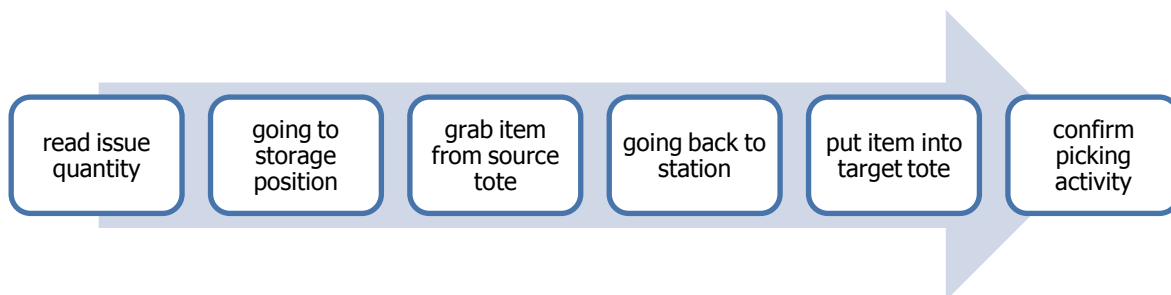 read issue
quantity
going to
storage
position
grab item
from source
tote
going back to
station
put item into
target tote
confirm
picking
activity